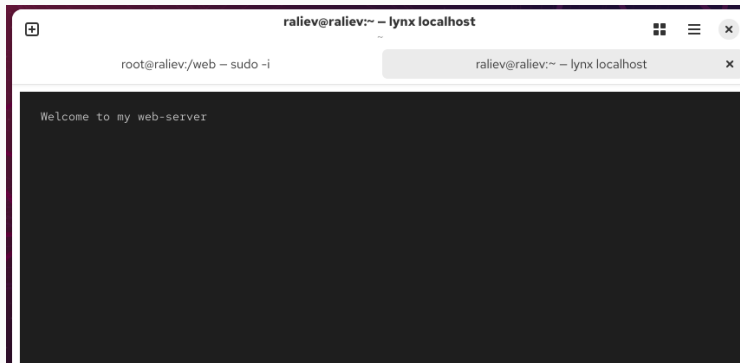 raliev@raliev:~ — lynx localhost
~
root@raliev:/web — sudo -i
raliev@raliev:~ — lynx localhost
Welcome to my web-server